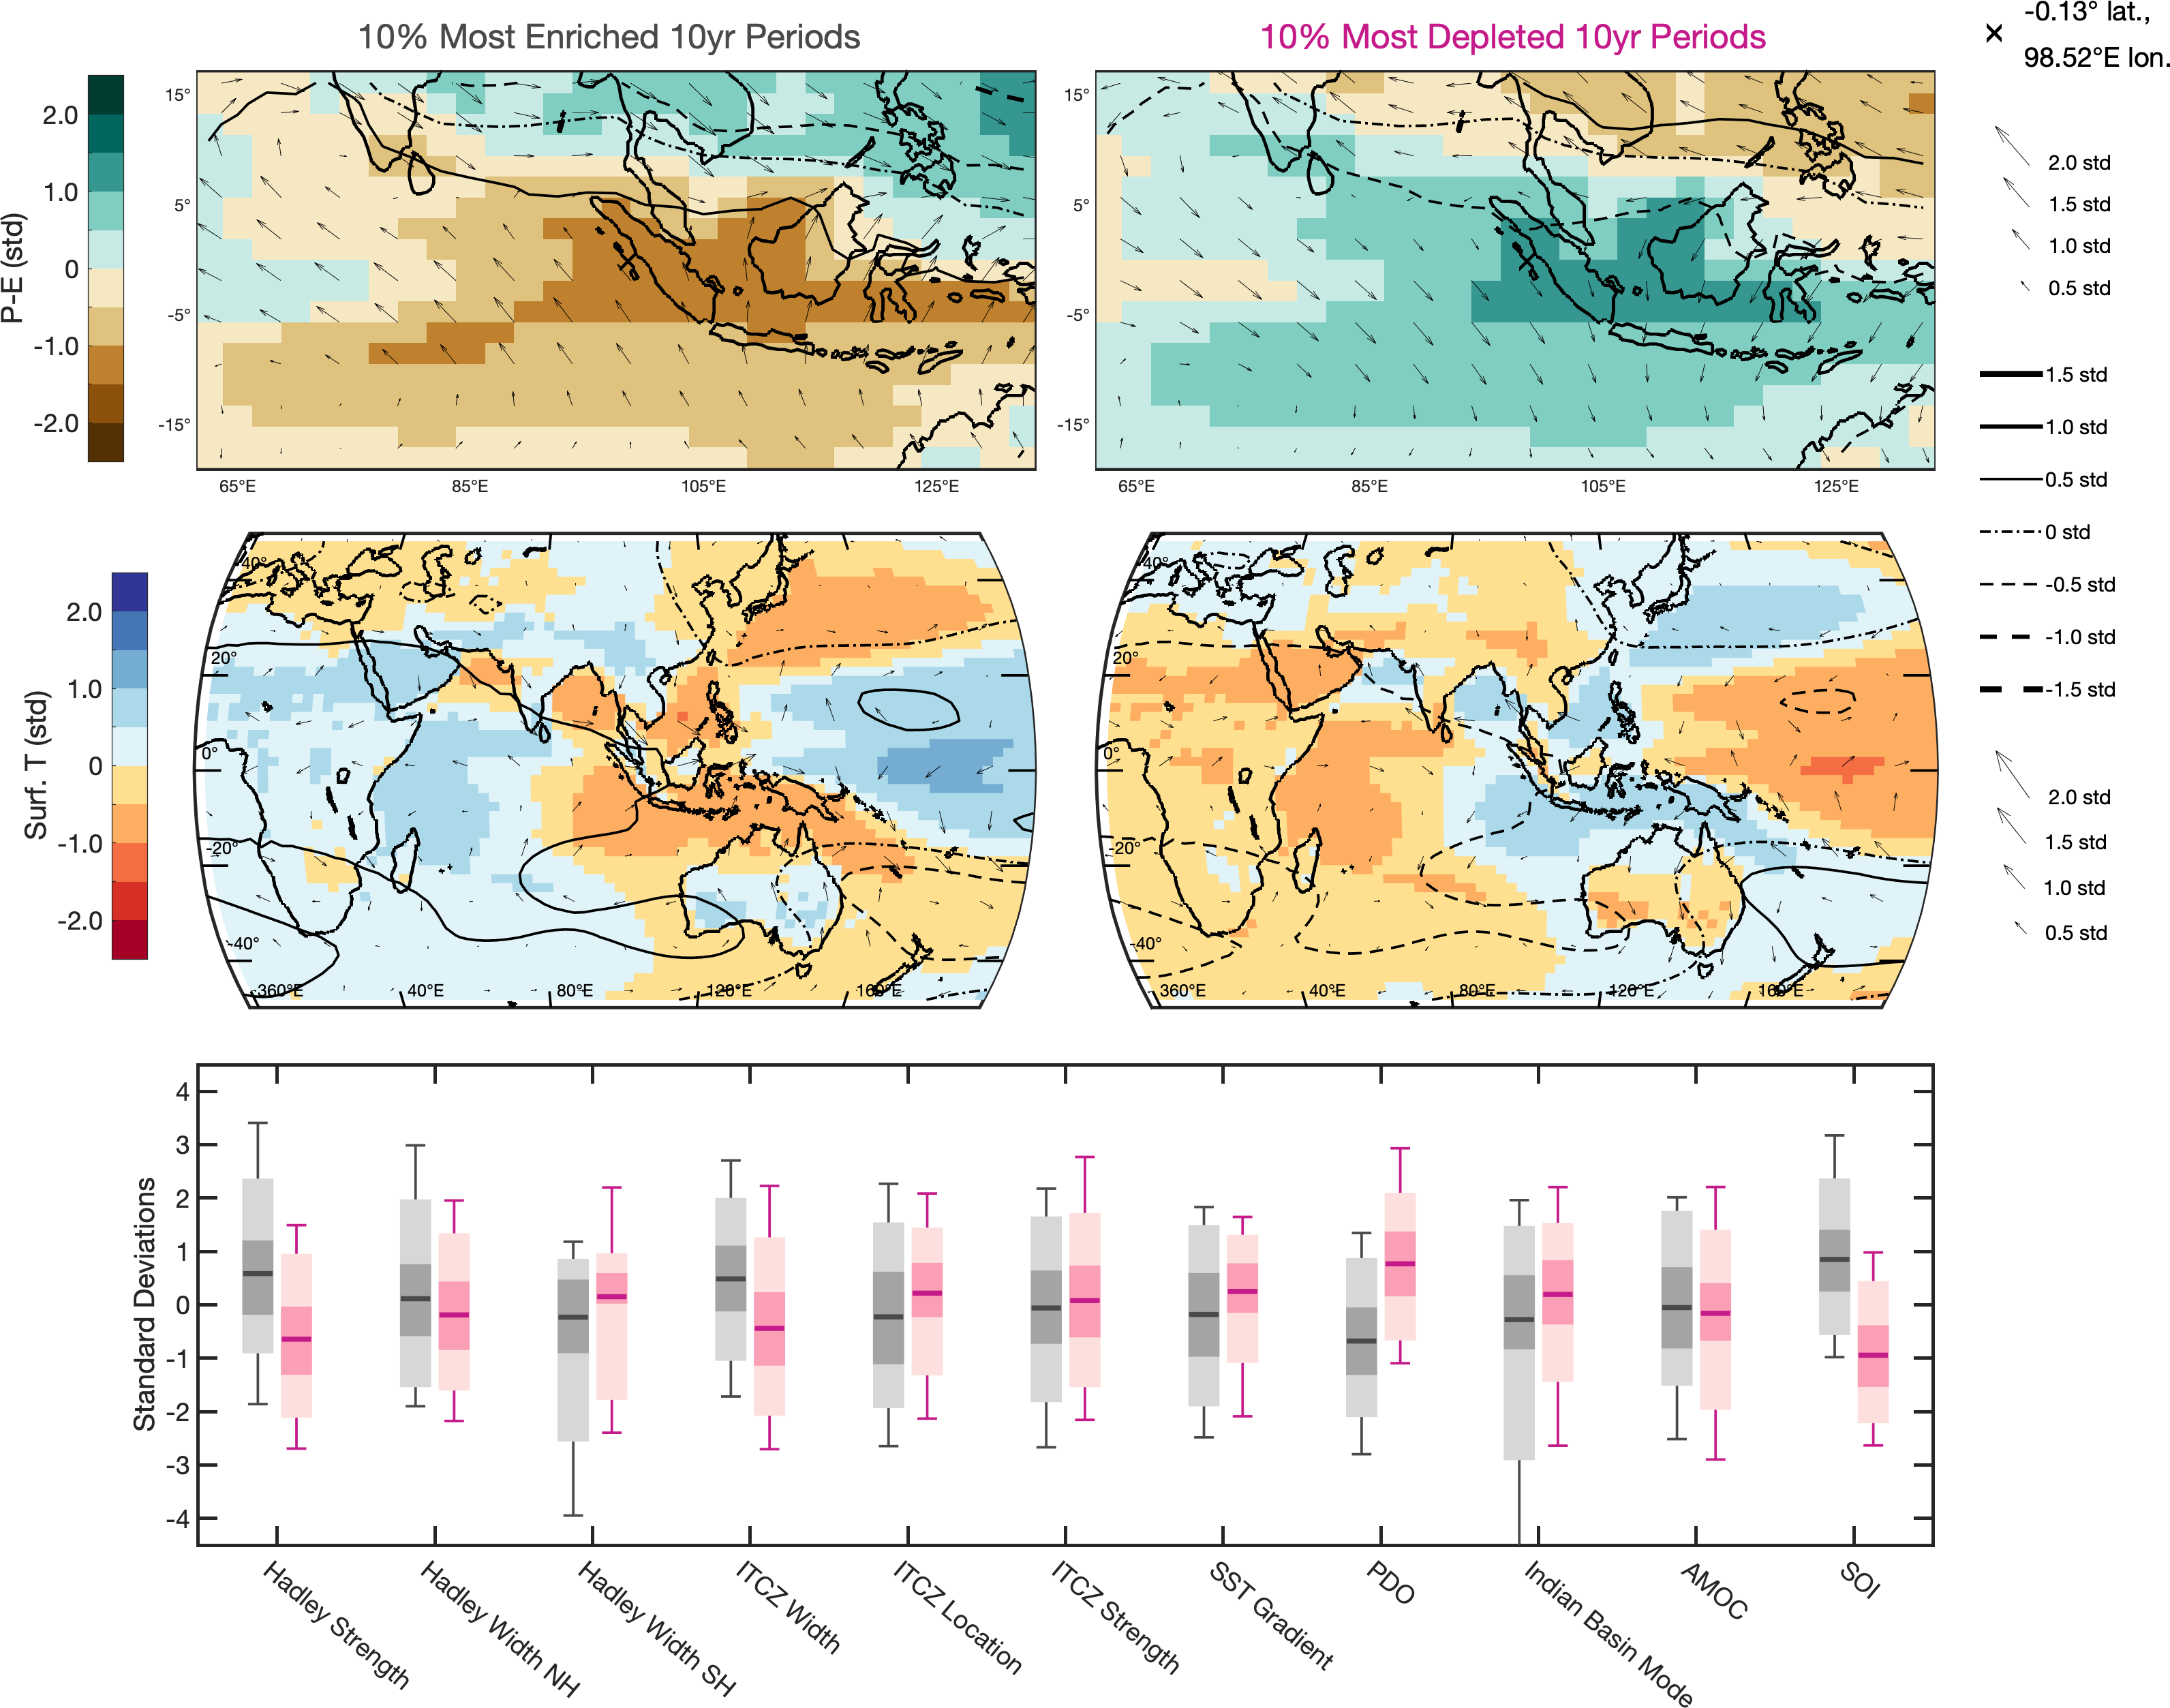 10% Most Enriched 10yr Periods
10% Most Depleted 10yr Periods
-0.13° lat.,
98.52°E lon.
P-E (std)
2.0
1.0
0
-1.0
-2.0
15°
5°
-5°
-15°
65°E 85°E 105°E 125°E
15°
5°
-5°
-15°
65°E 85°E 105°E 125°E
2.0 std
1.5 std
1.0 std
0.5 std
1.5 std
1.0 std
0.5 std
0 std
-0.5 std
-1.0 std
-1.5 std
2.0 std
1.5 std
1.0 std
0.5 std
Surf. T (std)
2.0
1.0
0
-1.0
-2.0
40°
20°
0°
-20°
-40°
360°E 40°E 80°E 120°E 160°E
40°
20°
0°
-20°
-40°
360°E 40°E 80°E 120°E 160°E
Standard Deviations
4
3
2
1
0
-1
-2
-3
-4
Hadley Strength
Hadley Width NH
Hadley Width SH
ITCZ Width
ITCZ Location
ITCZ Strength
SST Gradient
PDO
Indian Basin Mode
AMOC
SOI